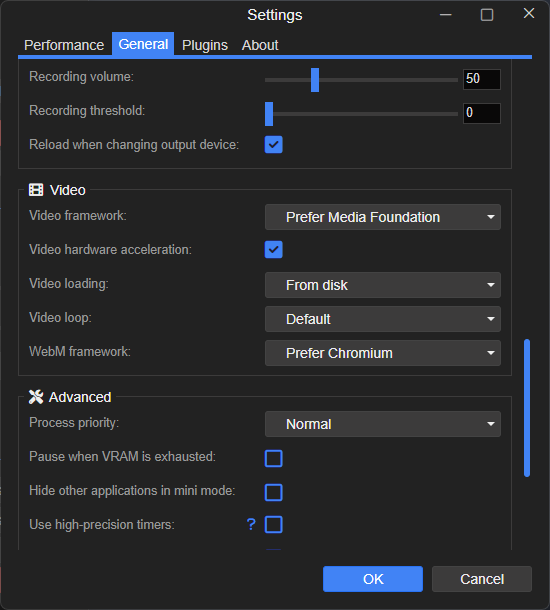 Settings
Performance General Plugins About
Recording volume: 50
Recording threshold: 0
Reload when changing output device:
Video
Video framework: Prefer Media Foundation
Video hardware acceleration:
Video loading: From disk
Video loop: Default
WebM framework: Prefer Chromium
Advanced
Process priority: Normal
Pause when VRAM is exhausted:
Hide other applications in mini mode:
Use high-precision timers: ?
OK Cancel